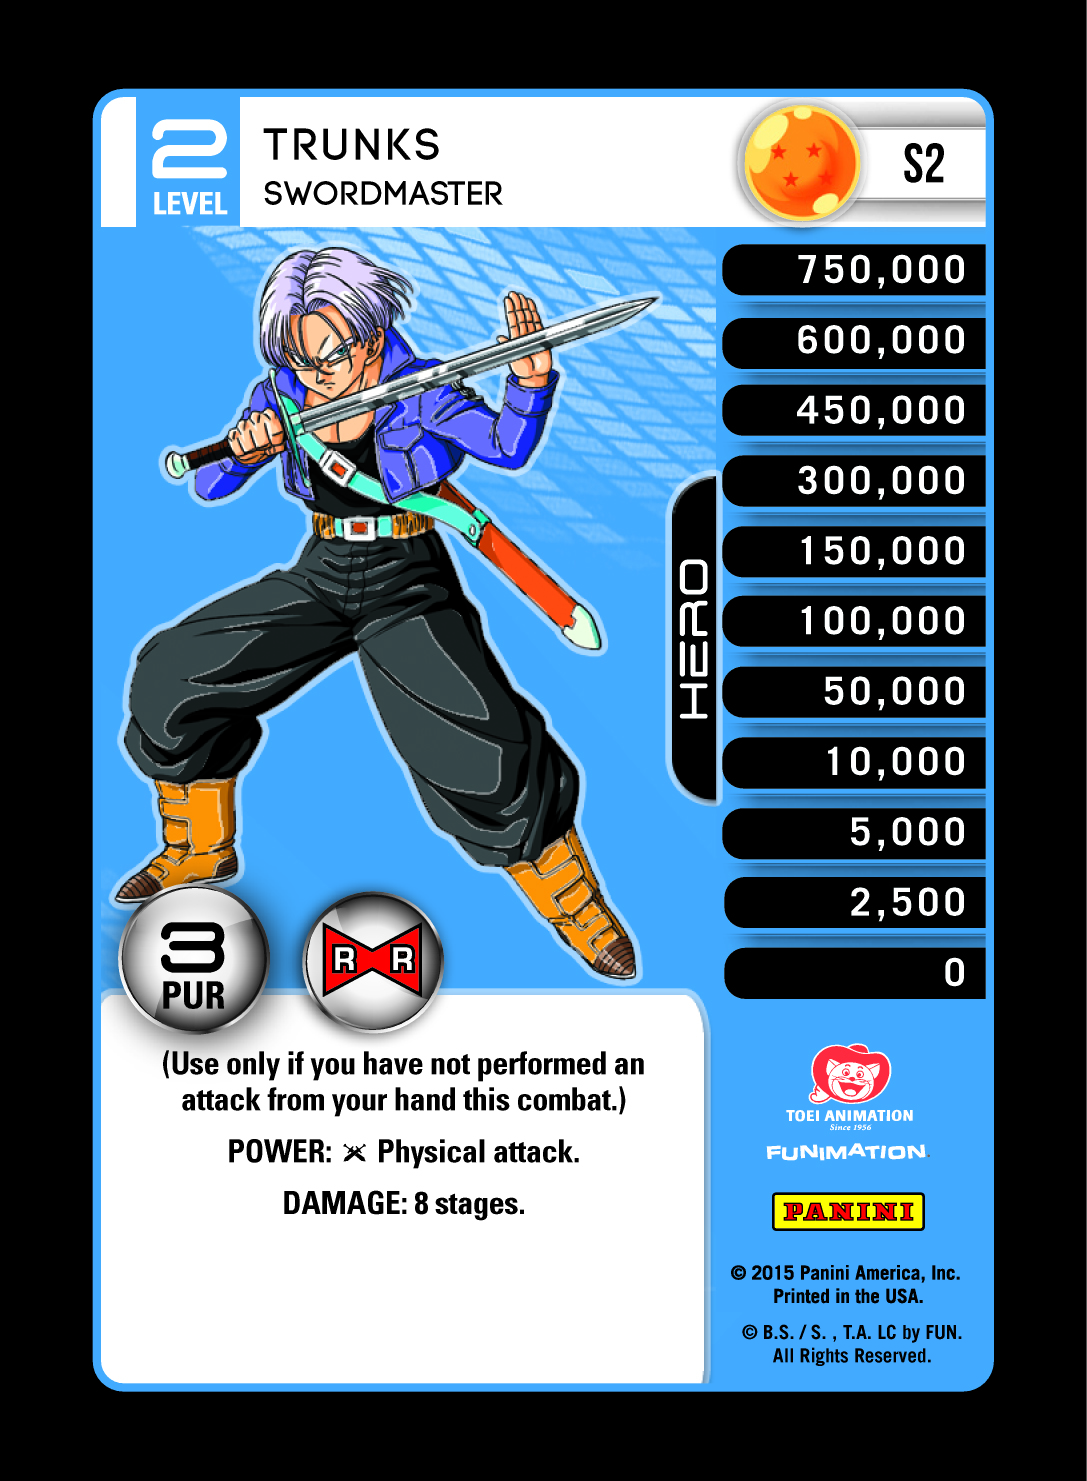 2
LEVEL
TRUNKS
SWORDMASTER
S2
750,000
600,000
450,000
300,000
150,000
100,000
50,000
10,000
5,000
2,500
0
HERO
3
PUR
R R
(Use only if you have not performed an
attack from your hand this combat.)
POWER: Physical attack.
DAMAGE: 8 stages.
TOEI ANIMATION
Since 1956
FUNIMATION
PANINI
© 2015 Panini America, Inc.
Printed in the USA.
© B.S. / S. , T.A. LC by FUN.
All Rights Reserved.